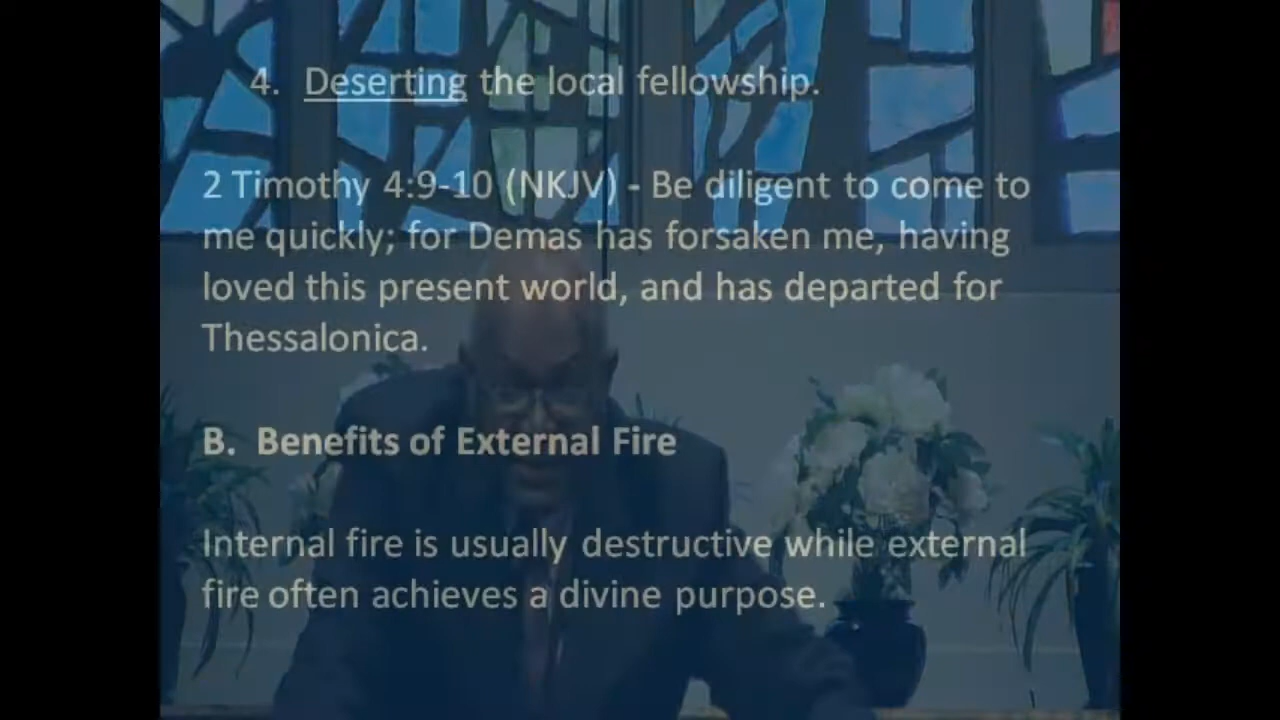 4. Deserting the local fellowship.
2 Timothy 4:9-10 (NKJV) - Be diligent to come to
me quickly; for Demas has forsaken me, having
loved this present world, and has departed for
Thessalonica.
B. Benefits of External Fire
Internal fire is usually destructive while external
fire often achieves a divine purpose.